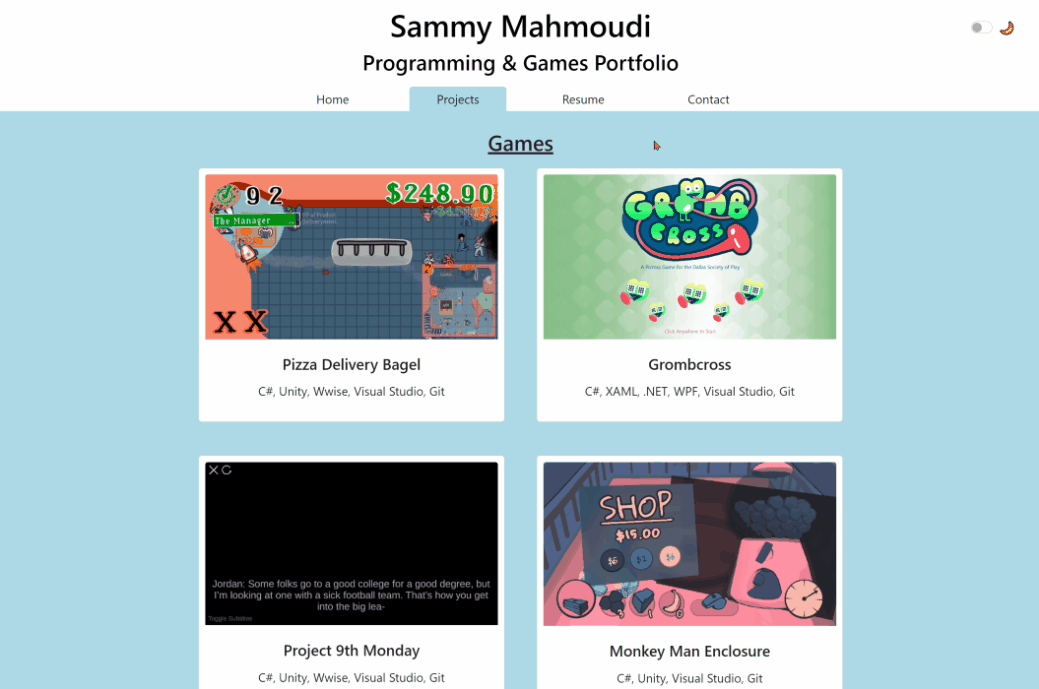 Sammy Mahmoudi
Programming & Games Portfolio
Home
Projects
Resume
Contact
Games
9 2
$248.90
The Manager
X X
Pizza Delivery Bagel
C#, Unity, Wwise, Visual Studio, Git
GROMB
CROSS
A Picross Game for the Dallas Society of Play
Click Anywhere to Start
Grombcross
C#, XAML, .NET, WPF, Visual Studio, Git
Jordan: Some folks go to a good college for a good degree, but
I'm looking at one with a sick football team. That's how you get
into the big lea-
Toggle Subtitles
Project 9th Monday
C#, Unity, Wwise, Visual Studio, Git
SHOP
$15.00
Monkey Man Enclosure
C#, Unity, Visual Studio, Git